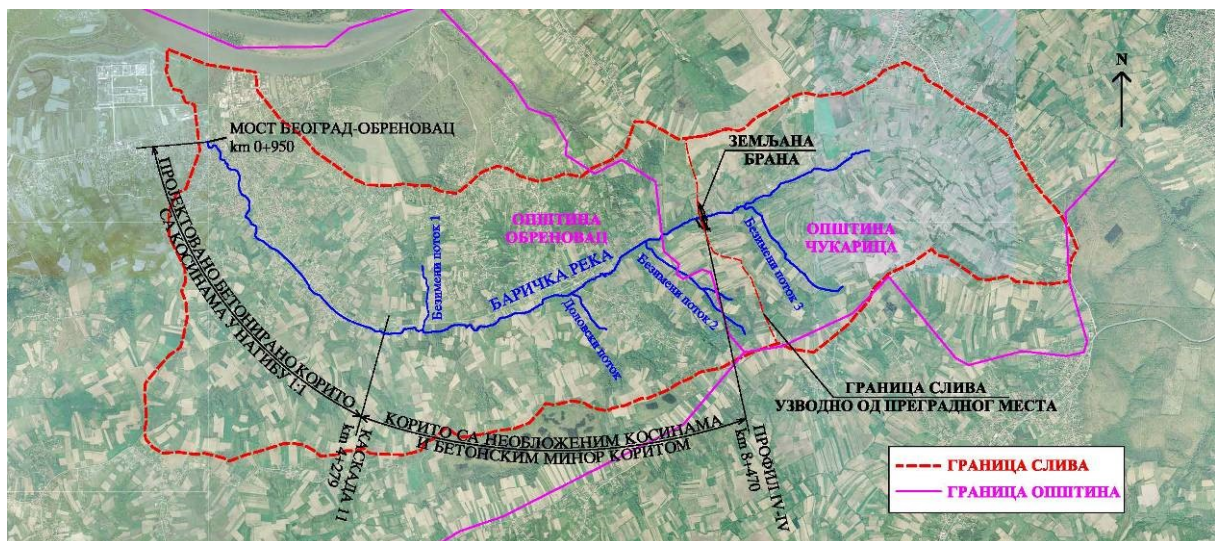 N
МОСТ БЕОГРАД-ОБРЕНОВАЦ
km 0+950
ЗЕМЉАНА
БРАНА
ПРОЈЕКТОВАНО БЕТОНИРАНО КОРИТО
СА КОСИНАМА У НАГИБУ 1:1
Безимени поток 1
ОПШТИНА
ОБРЕНОВАЦ
БАРИЧКА РЕКА
Доловски поток
Безимени поток 2
Безимени поток 3
ОПШТИНА
ЧУКАРИЦА
ГРАНИЦА СЛИВА
УЗВОДНО ОД ПРЕГРАДНОГ МЕСТА
КАСКАДА 11
km 4+279
КОРИТО СА НЕОБЛОЖЕНИМ КОСИНАМА
И БЕТОНСКИМ МИНОР КОРИТОМ
ПРОФИЛ IV-IV
km 8+470
ГРАНИЦА СЛИВА
ГРАНИЦА ОПШТИНА